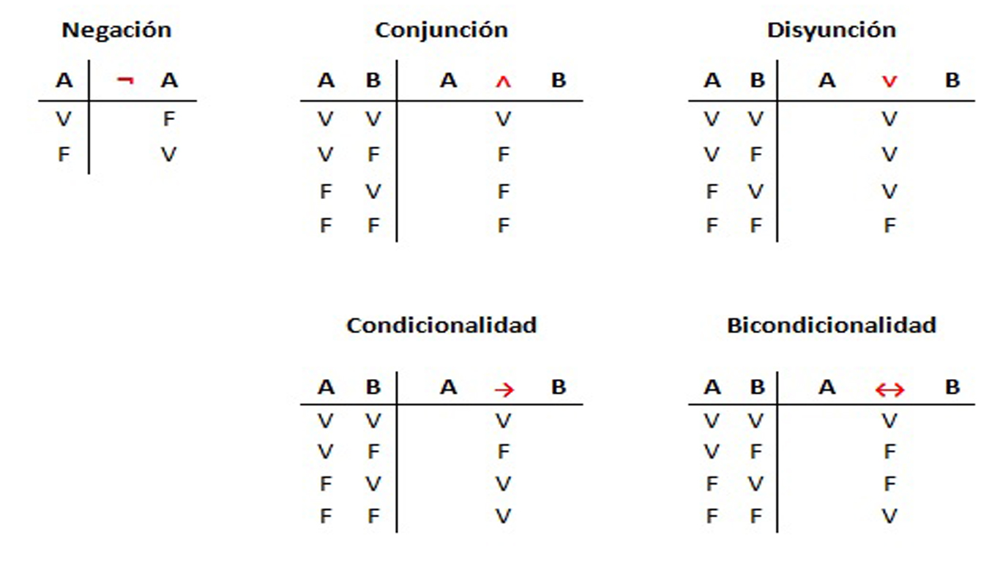 Negación Conjunción Disyunción
A ¬ A A B A ∧ B A B A ∨ B
V F V V V V V V
F V V F F V F V
F V F F V V
F F F F F F
Condicionalidad Bicondicionalidad
A B A → B A B A ↔ B
V V V V V V
V F F V F F
F V V F V F
F F V F F V